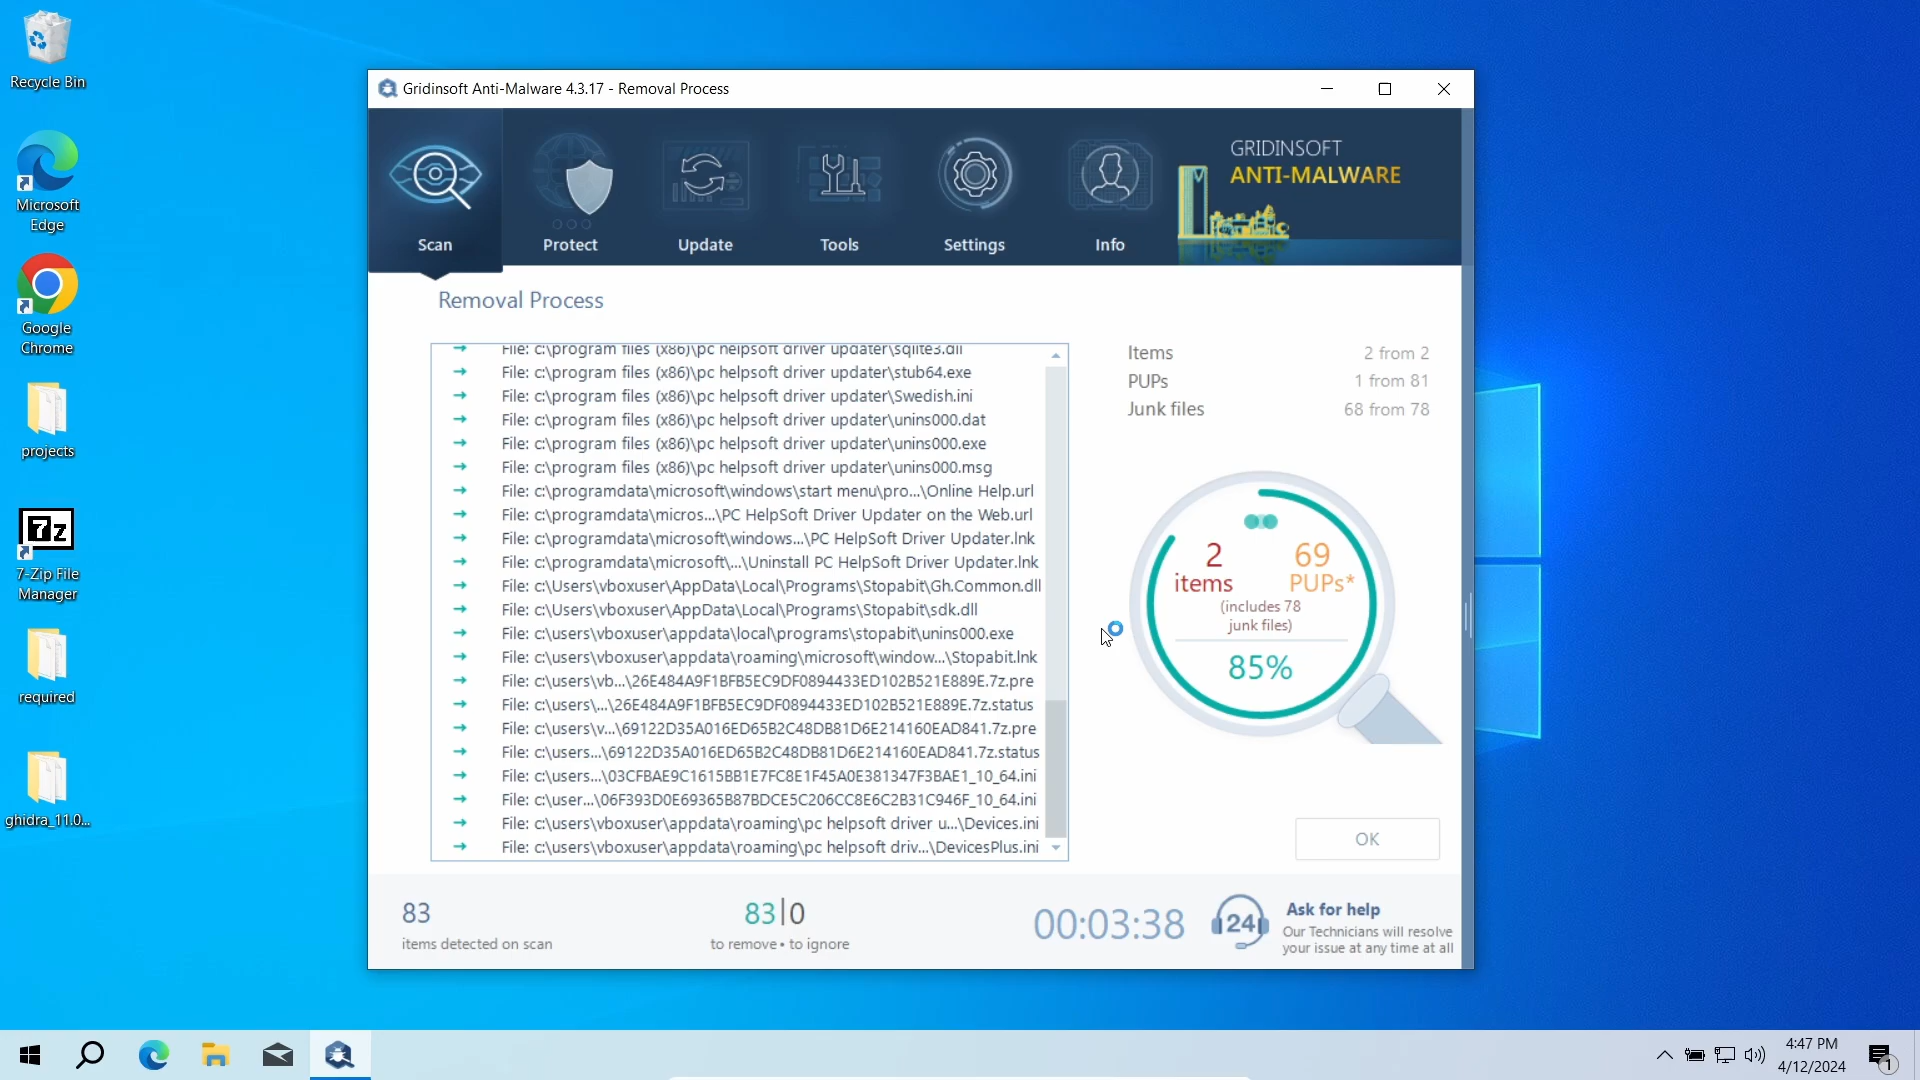 Recycle Bin
Microsoft
Edge
Google
Chrome
projects
7z
7-Zip File
Manager
required
ghidra_11.0...
Gridinsoft Anti-Malware 4.3.17 - Removal Process
Scan
Protect
Update
Tools
Settings
Info
GRIDINSOFT
ANTI-MALWARE
Removal Process
File: c:\program files (x86)\pc helpsoft driver updater\sqlite3.dll
File: c:\program files (x86)\pc helpsoft driver updater\stub64.exe
File: c:\program files (x86)\pc helpsoft driver updater\Swedish.ini
File: c:\program files (x86)\pc helpsoft driver updater\unins000.dat
File: c:\program files (x86)\pc helpsoft driver updater\unins000.exe
File: c:\program files (x86)\pc helpsoft driver updater\unins000.msg
File: c:\programdata\microsoft\windows\start menu\pro...\Online Help.url
File: c:\programdata\micros...\PC HelpSoft Driver Updater on the Web.url
File: c:\programdata\microsoft\windows...\PC HelpSoft Driver Updater.lnk
File: c:\programdata\microsoft\...\Uninstall PC HelpSoft Driver Updater.lnk
File: C:\Users\vboxuser\AppData\Local\Programs\Stopabit\Gh.Common.dll
File: C:\Users\vboxuser\AppData\Local\Programs\Stopabit\sdk.dll
File: c:\users\vboxuser\appdata\local\programs\stopabit\unins000.exe
File: c:\users\vboxuser\appdata\roaming\microsoft\window...\Stopabit.lnk
File: c:\users\vb...\26E484A9F1BFB5EC9DF0894433ED102B521E889E.7z.pre
File: c:\users\...\26E484A9F1BFB5EC9DF0894433ED102B521E889E.7z.status
File: c:\users\v...\69122D35A016ED65B2C48DB81D6E214160EAD841.7z.pre
File: c:\users...\69122D35A016ED65B2C48DB81D6E214160EAD841.7z.status
File: c:\users...\03CFBAE9C1615BB1E7FC8E1F45A0E381347F3BAE1_10_64.ini
File: c:\user...\06F393D0E69365B87BDCE5C206CC8E6C2B31C946F_10_64.ini
File: c:\users\vboxuser\appdata\roaming\pc helpsoft driver u...\Devices.ini
File: c:\users\vboxuser\appdata\roaming\pc helpsoft driv...\DevicesPlus.ini
Items 2 from 2
PUPs 1 from 81
Junk files 68 from 78
2 69
items PUPs*
(includes 78
junk files)
85%
OK
83
items detected on scan
83|0
to remove • to ignore
00:03:38
24
Ask for help
Our Technicians will resolve
your issue at any time at all
4:47 PM
4/12/2024
1